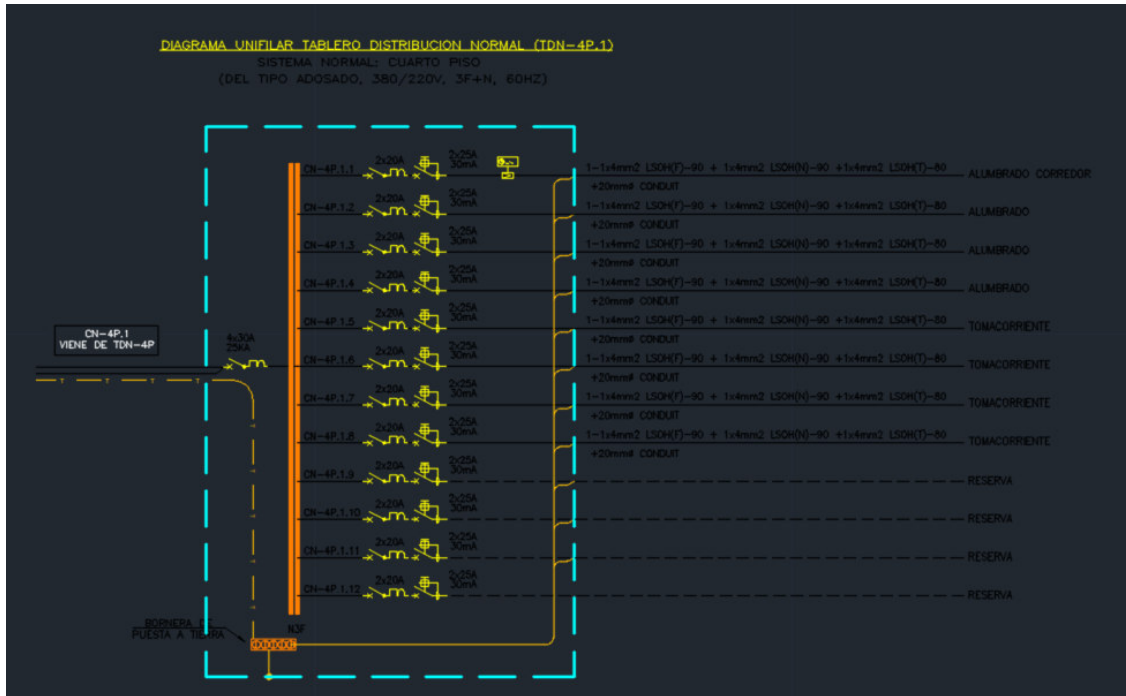 DIAGRAMA UNIFILAR TABLERO DISTRIBUCION NORMAL (TDN-4P.1)
SISTEMA NORMAL: CUARTO PISO
(DEL TIPO ADOSADO, 380/220V, 3F+N, 60HZ)
CN-4P.1.1 2x20A 2x25A 30mA 1-1x4mm2 LSOH(F)-90 + 1x4mm2 LSOH(N)-90 +1x4mm2 LSOH(T)-80 ALUMBRADO CORREDOR
+20mmø CONDUIT
CN-4P.1.2 2x20A 2x25A 30mA 1-1x4mm2 LSOH(F)-90 + 1x4mm2 LSOH(N)-90 +1x4mm2 LSOH(T)-80 ALUMBRADO
+20mmø CONDUIT
CN-4P.1.3 2x20A 2x25A 30mA 1-1x4mm2 LSOH(F)-90 + 1x4mm2 LSOH(N)-90 +1x4mm2 LSOH(T)-80 ALUMBRADO
+20mmø CONDUIT
CN-4P.1.4 2x20A 2x25A 30mA 1-1x4mm2 LSOH(F)-90 + 1x4mm2 LSOH(N)-90 +1x4mm2 LSOH(T)-80 ALUMBRADO
+20mmø CONDUIT
CN-4P.1.5 2x20A 2x25A 30mA 1-1x4mm2 LSOH(F)-90 + 1x4mm2 LSOH(N)-90 +1x4mm2 LSOH(T)-80 TOMACORRIENTE
+20mmø CONDUIT
CN-4P.1
VIENE DE TDN-4P
4x30A
25KA
CN-4P.1.6 2x20A 2x25A 30mA 1-1x4mm2 LSOH(F)-90 + 1x4mm2 LSOH(N)-90 +1x4mm2 LSOH(T)-80 TOMACORRIENTE
+20mmø CONDUIT
T T T
CN-4P.1.7 2x20A 2x25A 30mA 1-1x4mm2 LSOH(F)-90 + 1x4mm2 LSOH(N)-90 +1x4mm2 LSOH(T)-80 TOMACORRIENTE
+20mmø CONDUIT
CN-4P.1.8 2x20A 2x25A 30mA 1-1x4mm2 LSOH(F)-90 + 1x4mm2 LSOH(N)-90 +1x4mm2 LSOH(T)-80 TOMACORRIENTE
+20mmø CONDUIT
CN-4P.1.9 2x20A 2x25A 30mA RESERVA
CN-4P.1.10 2x20A 2x25A 30mA RESERVA
CN-4P.1.11 2x20A 2x25A 30mA RESERVA
CN-4P.1.12 2x20A 2x25A 30mA RESERVA
BORNERA DE
PUESTA A TIERRA
N3F